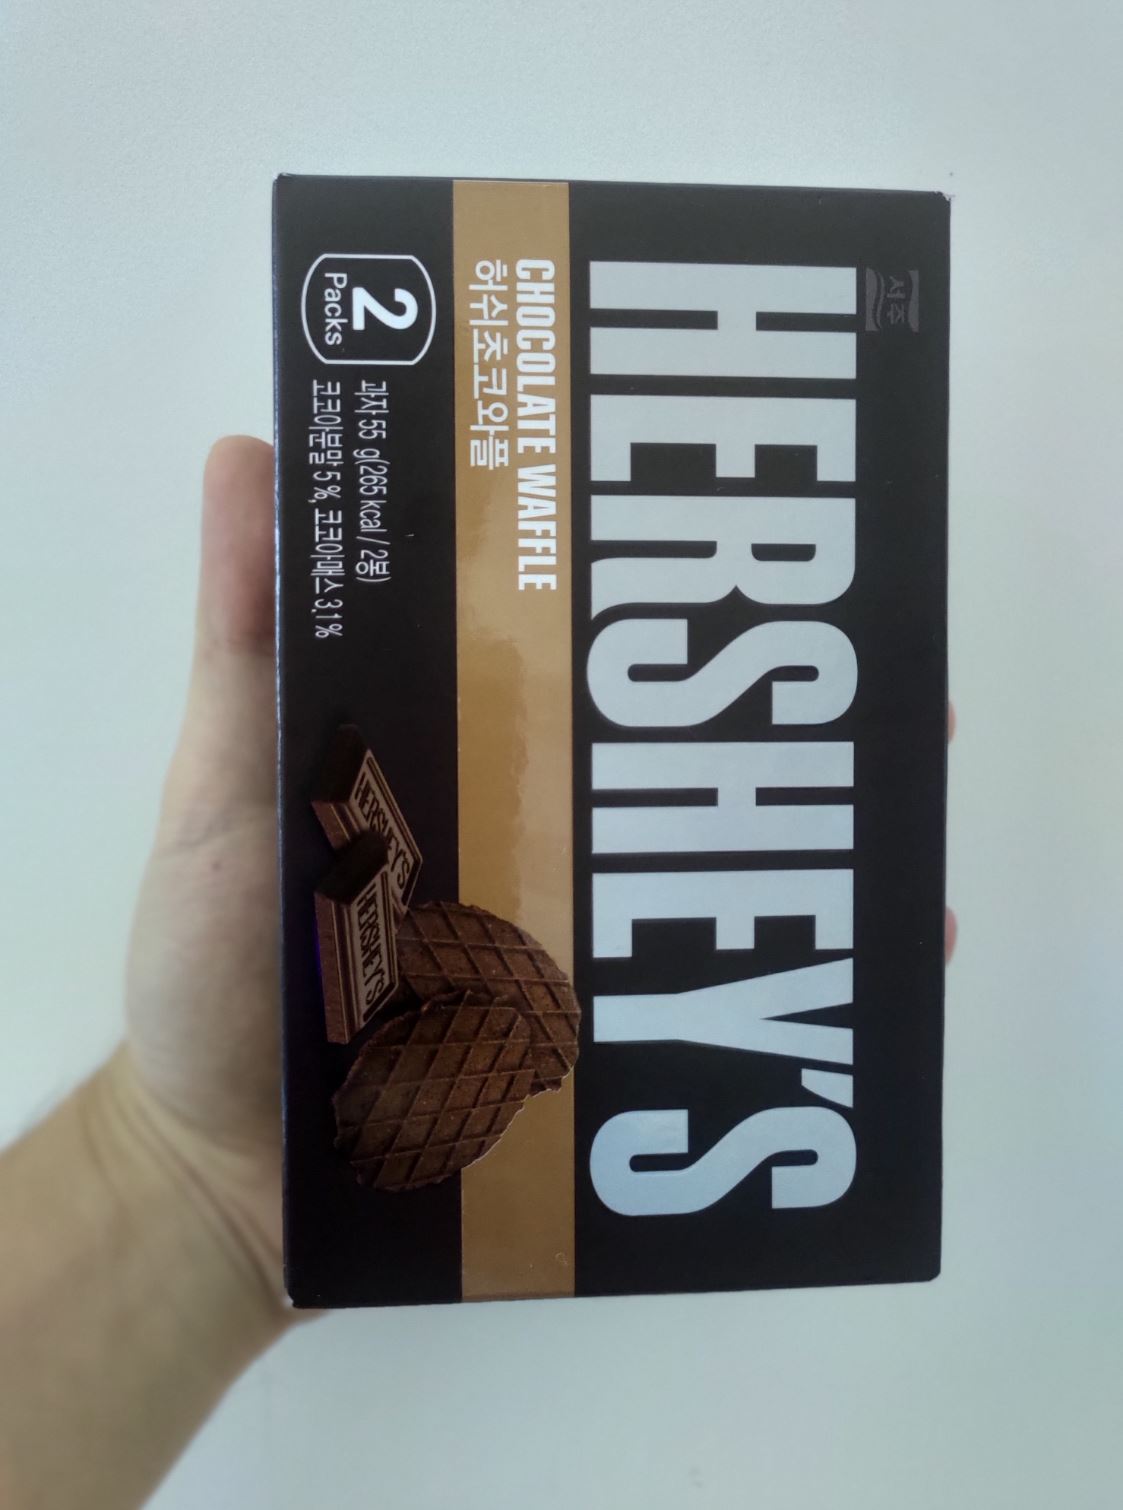 서주
HERSHEY'S
CHOCOLATE WAFFLE
허쉬초코와플
2
Packs
과자 55 g(265 kcal / 2봉)
코코아분말 5 %, 코코아매스 3.1 %
HERSHEY'S
HERSHEY'S